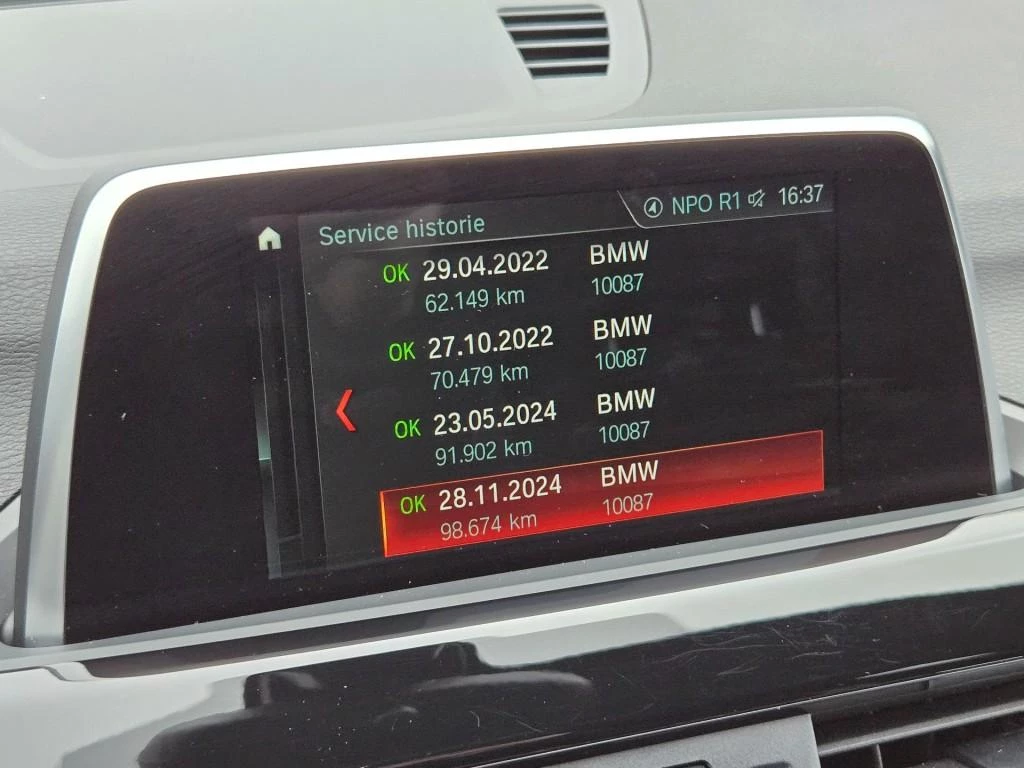 NPO R1 16:37
Service historie
OK 29.04.2022 BMW
62.149 km 10087
OK 27.10.2022 BMW
70.479 km 10087
OK 23.05.2024 BMW
91.902 km 10087
OK 28.11.2024 BMW
98.674 km 10087